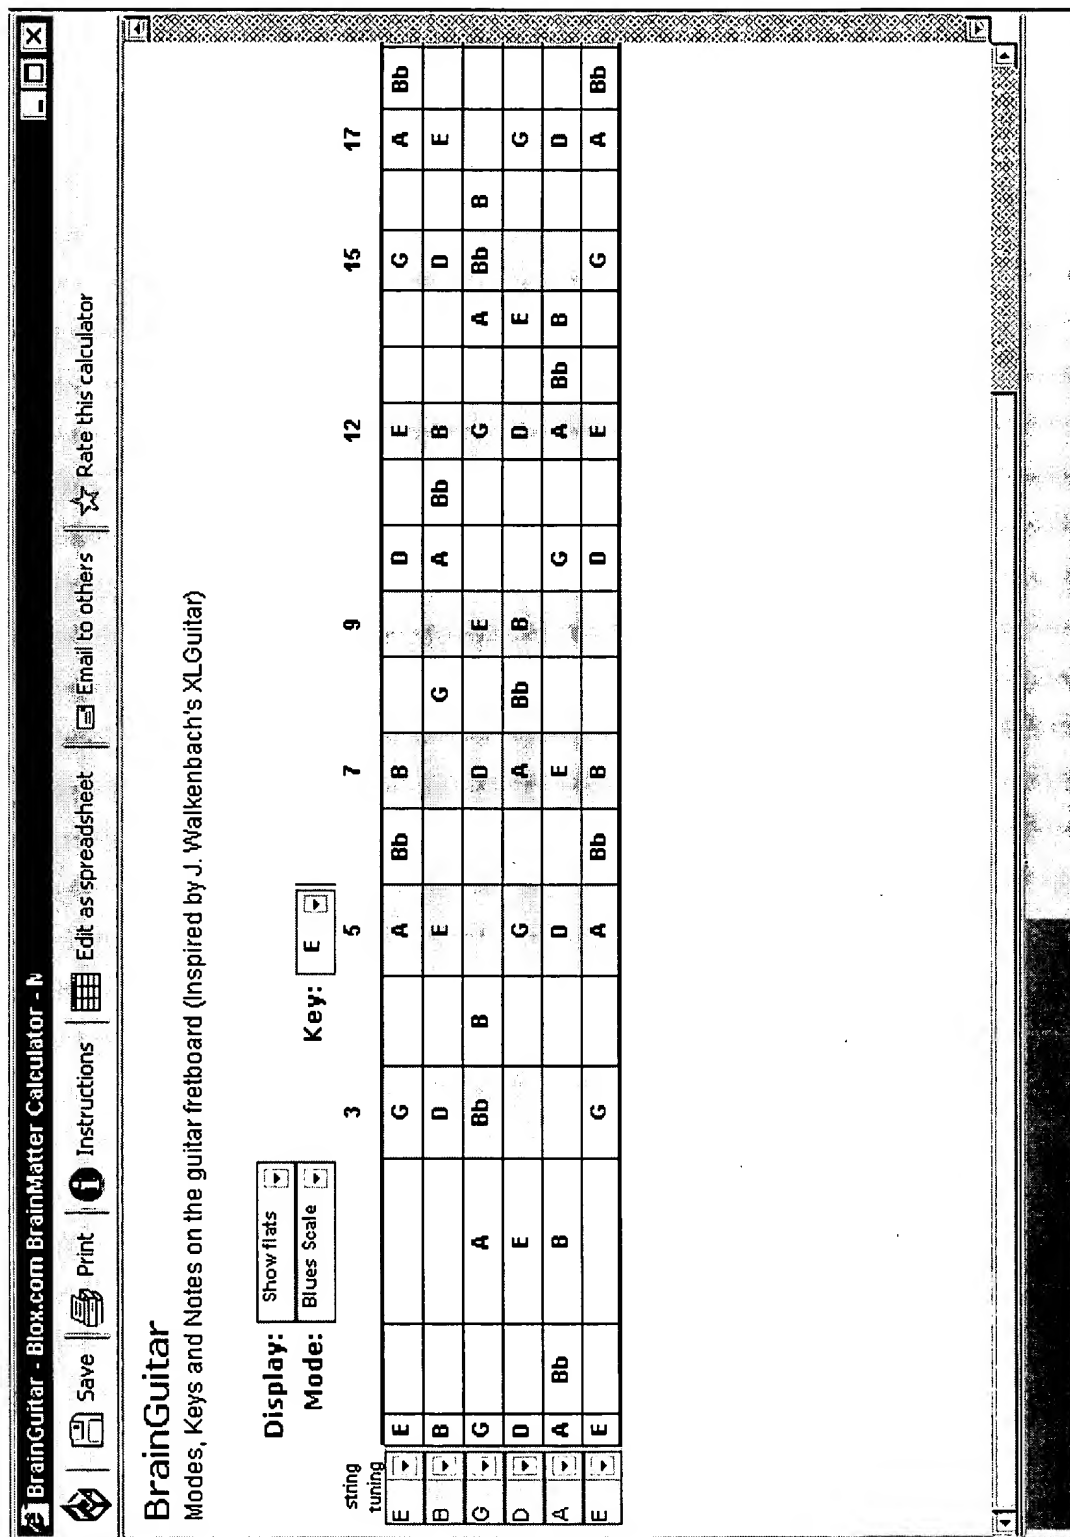 BrainGuitar - Blox.com BrainMatter Calculator - M
Save Print Instructions Edit as spreadsheet Email to others Rate this calculator
BrainGuitar
Modes, Keys and Notes on the guitar fretboard (Inspired by J. Walkenbach's XLGuitar)
Display: Show flats
Mode: Blues Scale Key: E
string
tuning 3 5 7 9 12 15 17
E E G A Bb B D E G A Bb
B B D E G A Bb B D E
G G A Bb B D E G A Bb B
D D E G A Bb B D E G
A A Bb B D E G A Bb B D
E E G A Bb B D E G A Bb